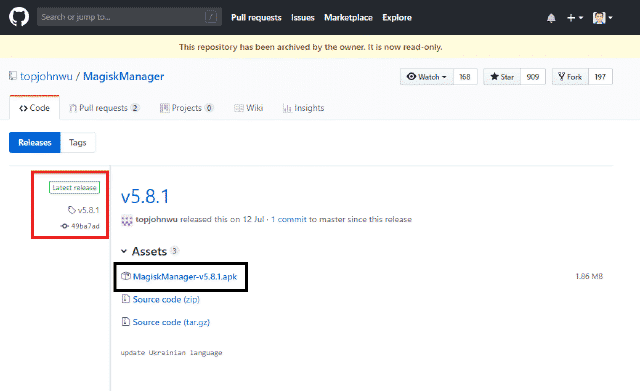 Search or jump to...
/
Pull requests Issues Marketplace Explore
This repository has been archived by the owner. It is now read-only.
topjohnwu / MagiskManager
Watch 168 Star 909 Fork 197
Code Pull requests 2 Projects 0 Wiki Insights
Releases Tags
Latest release
v5.8.1
49ba7ad
v5.8.1
topjohnwu released this on 12 Jul · 1 commit to master since this release
Assets 3
MagiskManager-v5.8.1.apk 1.86 MB
Source code (zip)
Source code (tar.gz)
update Ukrainian language